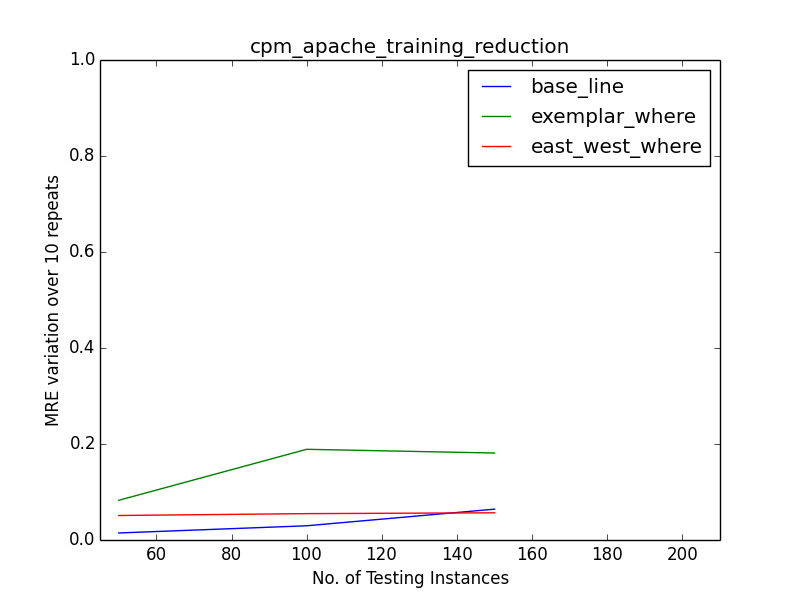 cpm_apache_training_reduction
base_line
exemplar_where
east_west_where
MRE variation over 10 repeats
1.0
0.8
0.6
0.4
0.2
0.0
60 80 100 120 140 160 180 200
No. of Testing Instances